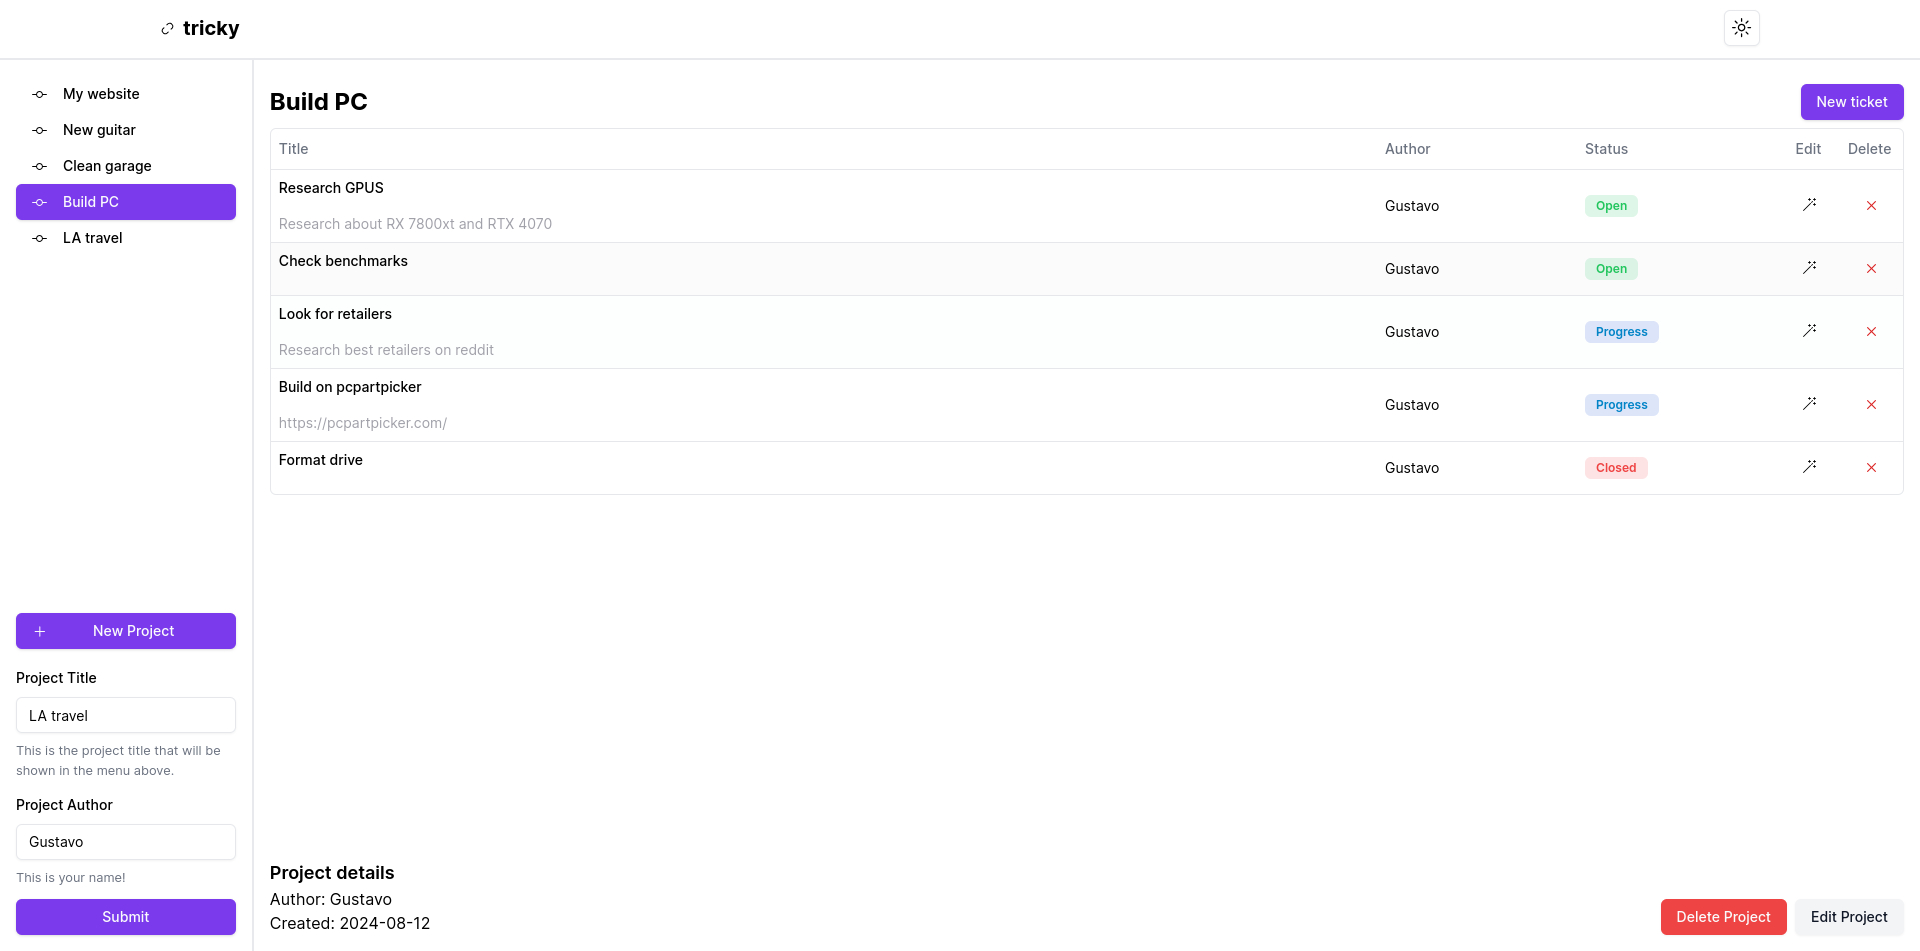 tricky
My website
New guitar
Clean garage
Build PC
LA travel
New Project
Project Title
LA travel
This is the project title that will be
shown in the menu above.
Project Author
Gustavo
This is your name!
Submit
Build PC
New ticket
Title Author Status Edit Delete
Research GPUS
Research about RX 7800xt and RTX 4070
Gustavo Open
Check benchmarks
Gustavo Open
Look for retailers
Research best retailers on reddit
Gustavo Progress
Build on pcpartpicker
https://pcpartpicker.com/
Gustavo Progress
Format drive
Gustavo Closed
Project details
Author: Gustavo
Created: 2024-08-12
Delete Project
Edit Project